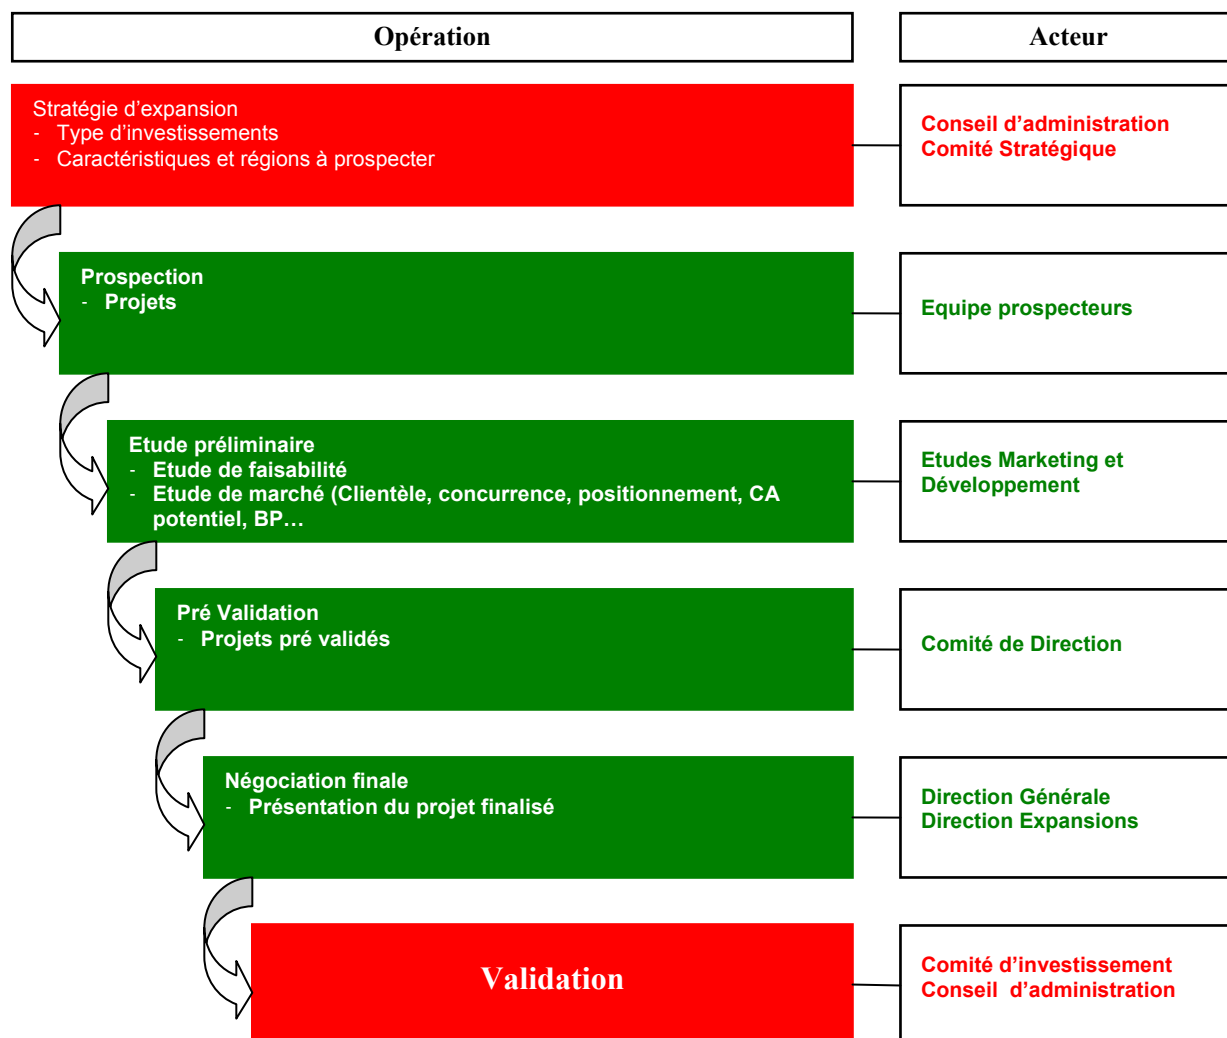 Opération
Acteur
Stratégie d’expansion
- Type d’investissements
- Caractéristiques et régions à prospecter
Conseil d’administration
Comité Stratégique
Prospection
- Projets
Equipe prospecteurs
Etude préliminaire
- Etude de faisabilité
- Etude de marché (Clientèle, concurrence, positionnement, CA
potentiel, BP…
Etudes Marketing et
Développement
Pré Validation
- Projets pré validés
Comité de Direction
Négociation finale
- Présentation du projet finalisé
Direction Générale
Direction Expansions
Validation
Comité d’investissement
Conseil d’administration